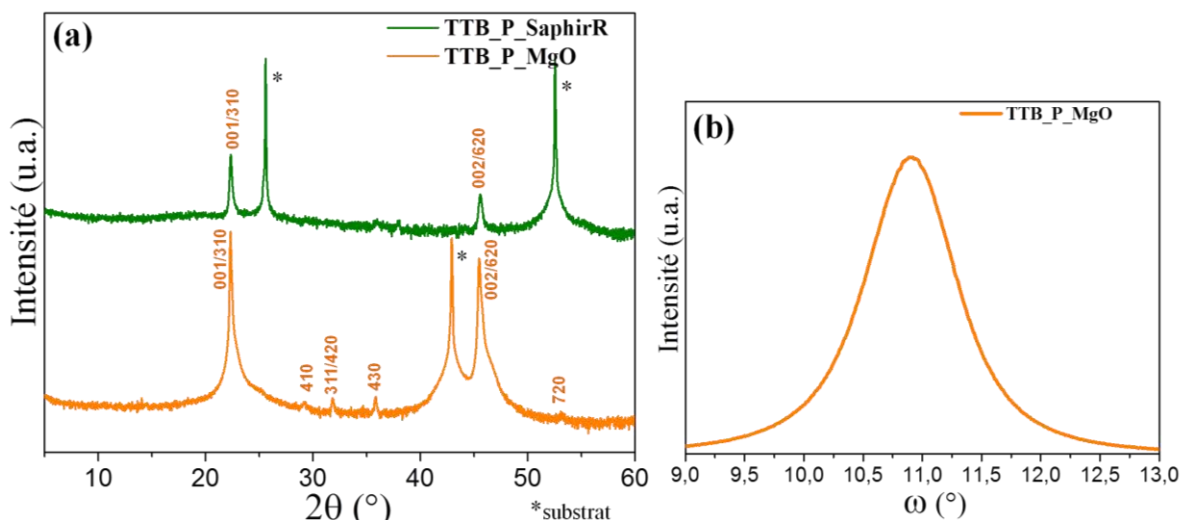 (a)
TTB_P_SaphirR
TTB_P_MgO
Intensité (u.a.)
001/310
*
002/620
*
001/310
410
311/420
430
*
002/620
720
10 20 30 40 50 60
2θ (°)
*substrat
(b)
TTB_P_MgO
Intensité (u.a.)
9,0 9,5 10,0 10,5 11,0 11,5 12,0 12,5 13,0
ω (°)